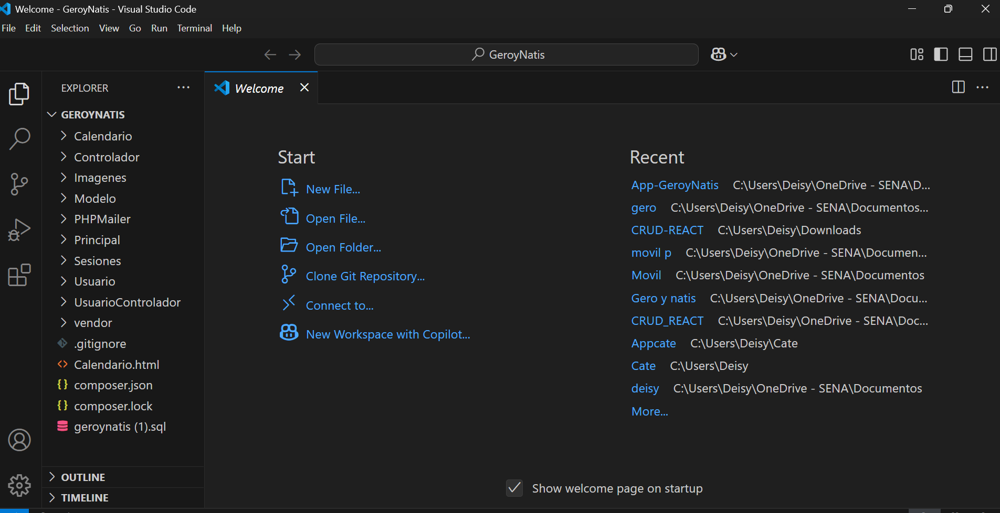 Welcome - GeroyNatis - Visual Studio Code
File Edit Selection View Go Run Terminal Help
GeroyNatis
EXPLORER
Welcome
GEROYNATIS
Calendario
Controlador
Imagenes
Modelo
PHPMailer
Principal
Sesiones
Usuario
UsuarioControlador
vendor
.gitignore
Calendario.html
composer.json
composer.lock
geroynatis (1).sql
OUTLINE
TIMELINE
Start
New File...
Open File...
Open Folder...
Clone Git Repository...
Connect to...
New Workspace with Copilot...
Recent
App-GeroyNatis C:\Users\Deisy\OneDrive - SENA\D...
gero C:\Users\Deisy\OneDrive - SENA\Documentos...
CRUD-REACT C:\Users\Deisy\Downloads
movil p C:\Users\Deisy\OneDrive - SENA\Documen...
Movil C:\Users\Deisy\OneDrive - SENA\Documentos
Gero y natis C:\Users\Deisy\OneDrive - SENA\Docu...
CRUD_REACT C:\Users\Deisy\OneDrive - SENA\Doc...
Appcate C:\Users\Deisy\Cate
Cate C:\Users\Deisy
deisy C:\Users\Deisy\OneDrive - SENA\Documentos
More...
Show welcome page on startup